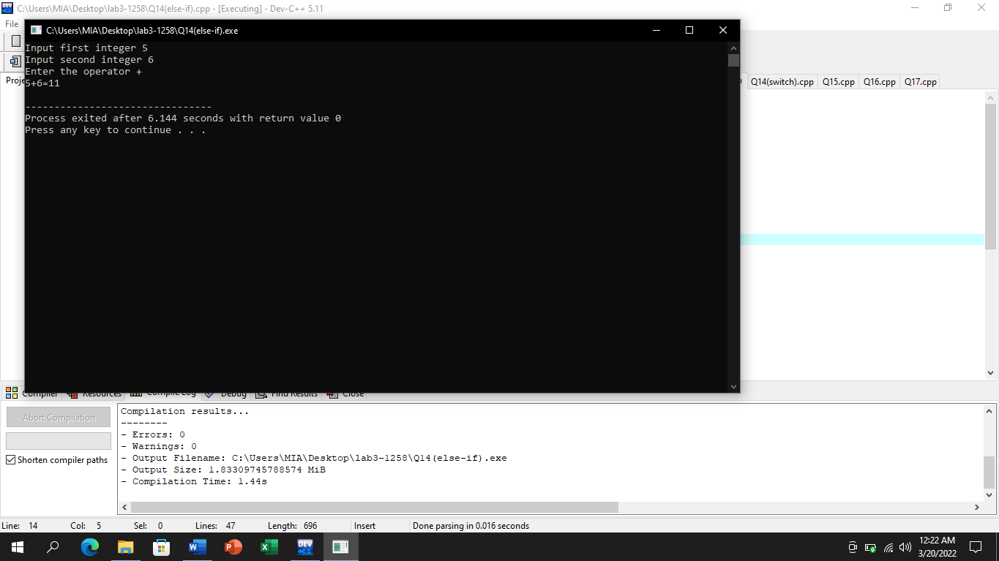 C:\Users\MIA\Desktop\lab3-1258\Q14(else-if).cpp - [Executing] - Dev-C++ 5.11
File
C:\Users\MIA\Desktop\lab3-1258\Q14(else-if).exe
Input first integer 5
Input second integer 6
Enter the operator +
5+6=11
--------------------------------
Process exited after 6.144 seconds with return value 0
Press any key to continue . . .
Q14(switch).cpp Q15.cpp Q16.cpp Q17.cpp
Compiler Resources Compile Log Debug Find Results Close
Abort Compilation
Shorten compiler paths
Compilation results...
--------
- Errors: 0
- Warnings: 0
- Output Filename: C:\Users\MIA\Desktop\lab3-1258\Q14(else-if).exe
- Output Size: 1.83309745788574 MiB
- Compilation Time: 1.44s
Line: 14 Col: 5 Sel: 0 Lines: 47 Length: 696 Insert Done parsing in 0.016 seconds
DEV
12:22 AM
3/20/2022